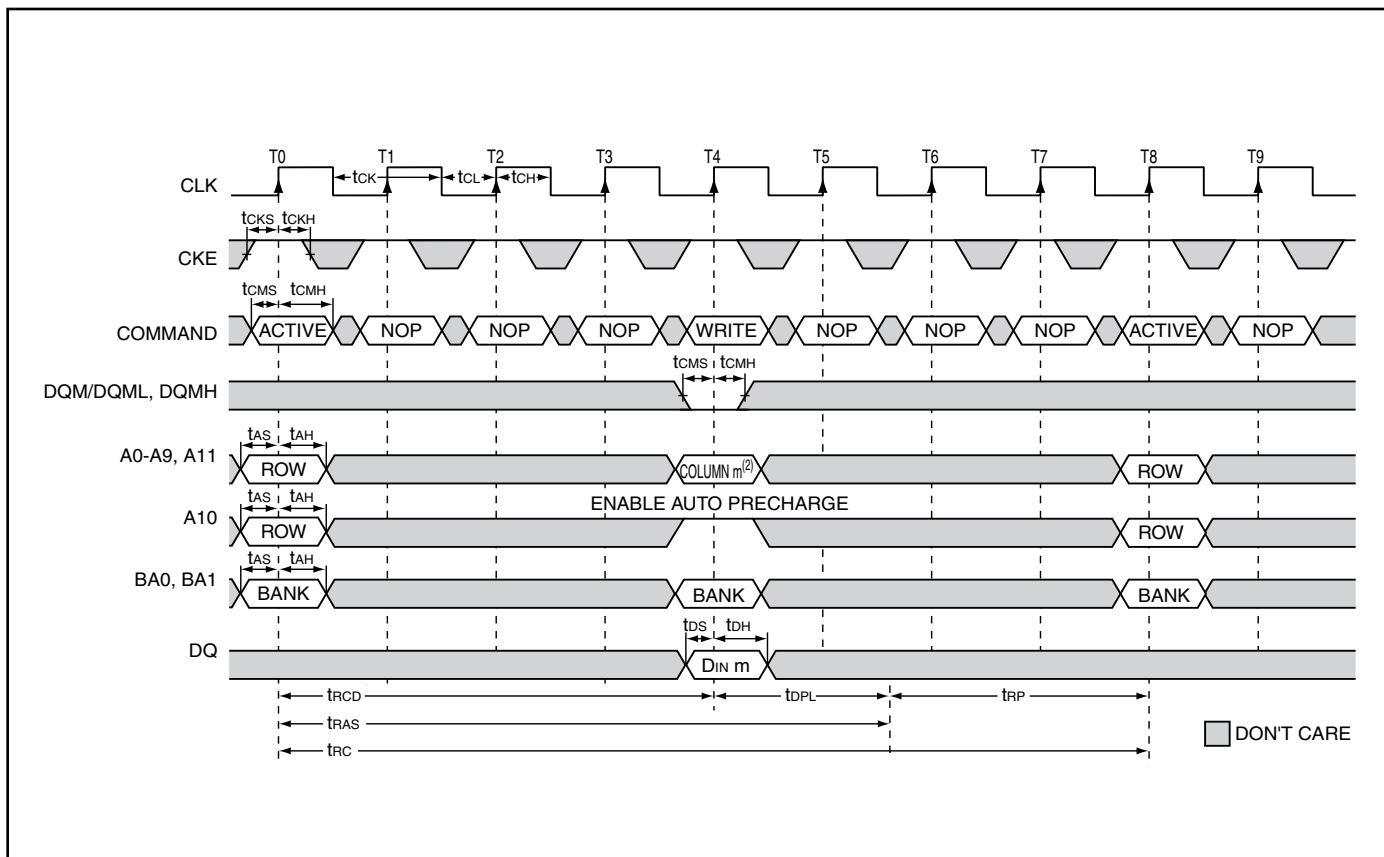 T0 T1 T2 T3 T4 T5 T6 T7 T8 T9
tCK tCL tCH
CLK
tCKS tCKH
CKE
tCMS tCMH
COMMAND ACTIVE NOP NOP NOP WRITE NOP NOP NOP ACTIVE NOP
tCMS tCMH
DQM/DQML, DQMH
tAS tAH
A0-A9, A11 ROW COLUMN m(2) ROW
tAS tAH ENABLE AUTO PRECHARGE
A10 ROW ROW
tAS tAH
BA0, BA1 BANK BANK BANK
tDS tDH
DQ DIN m
tRCD tDPL tRP
tRAS
tRC
DON'T CARE